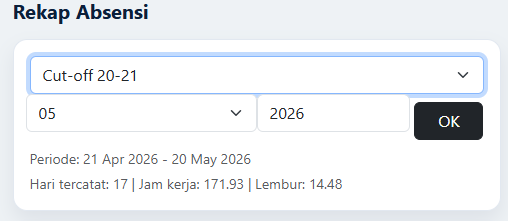 Rekap Absensi
Cut-off 20-21
05 2026 OK
Periode: 21 Apr 2026 - 20 May 2026
Hari tercatat: 17 | Jam kerja: 171.93 | Lembur: 14.48